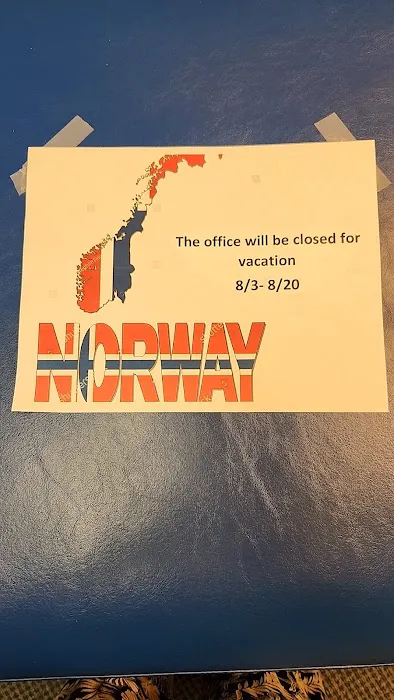 The office will be closed for
vacation
8/3- 8/20
NORWAY